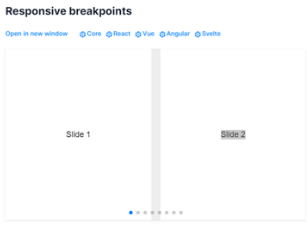 Responsive breakpoints
Open in new window Core React Vue Angular Svelte
Slide 1 Slide 2